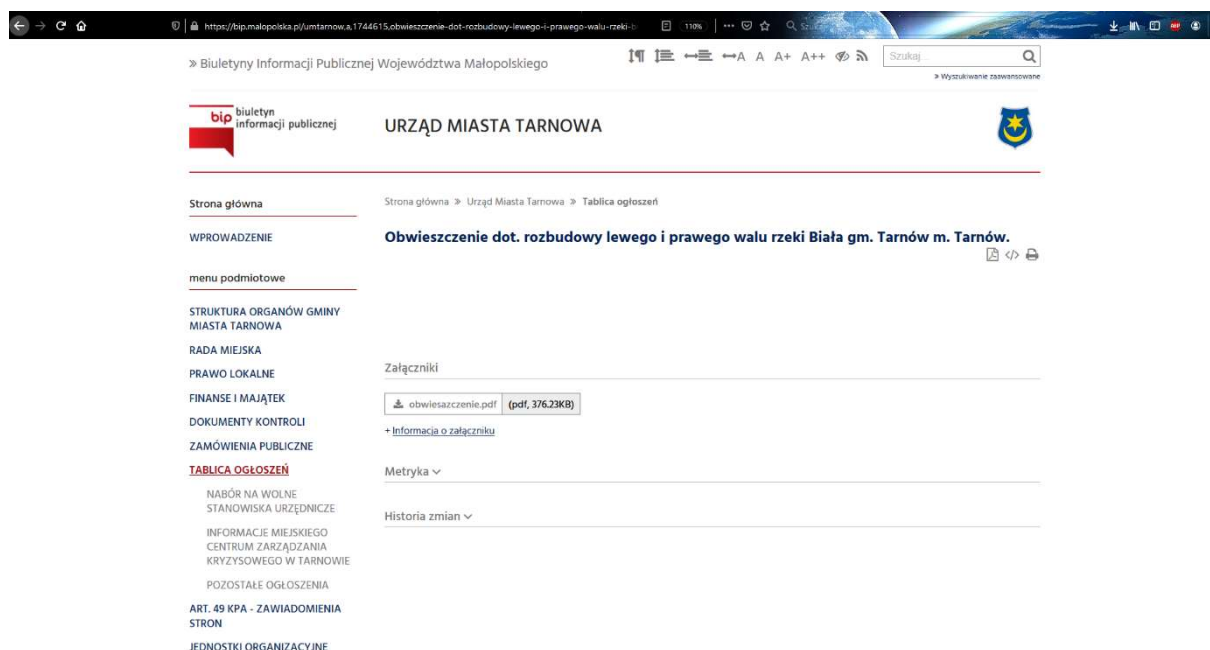 https://bip.malopolska.pl/umtarnow,a,1744615,obwieszczenie-dot-rozbudowy-lewego-i-prawego-walu-rzeki-b
110%
» Biuletyny Informacji Publicznej Województwa Małopolskiego
A A A+ A++
Szukaj...
» Wyszukiwanie zaawansowane
bip biuletyn
informacji publicznej
URZĄD MIASTA TARNOWA
Strona główna
WPROWADZENIE
menu podmiotowe
STRUKTURA ORGANÓW GMINY
MIASTA TARNOWA
RADA MIEJSKA
PRAWO LOKALNE
FINANSE I MAJĄTEK
DOKUMENTY KONTROLI
ZAMÓWIENIA PUBLICZNE
TABLICA OGŁOSZEŃ
NABÓR NA WOLNE
STANOWISKA URZĘDNICZE
INFORMACJE MIEJSKIEGO
CENTRUM ZARZĄDZANIA
KRYZYSOWEGO W TARNOWIE
POZOSTAŁE OGŁOSZENIA
ART. 49 KPA - ZAWIADOMIENIA
STRON
JEDNOSTKI ORGANIZACYJNE
Strona główna » Urząd Miasta Tarnowa » Tablica ogłoszeń
Obwieszczenie dot. rozbudowy lewego i prawego walu rzeki Biała gm. Tarnów m. Tarnów.
Załączniki
obwiesazczenie.pdf (pdf, 376.23KB)
+ Informacja o załączniku
Metryka
Historia zmian